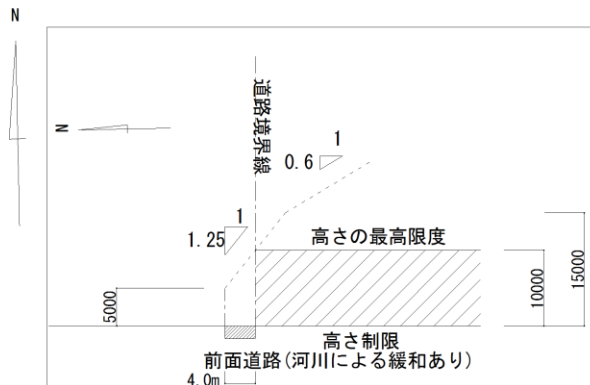 N
N
道路境界線
1
0.6
1
1.25
高さの最高限度
5000
10000
15000
高さ制限
前面道路(河川による緩和あり)
4.0m